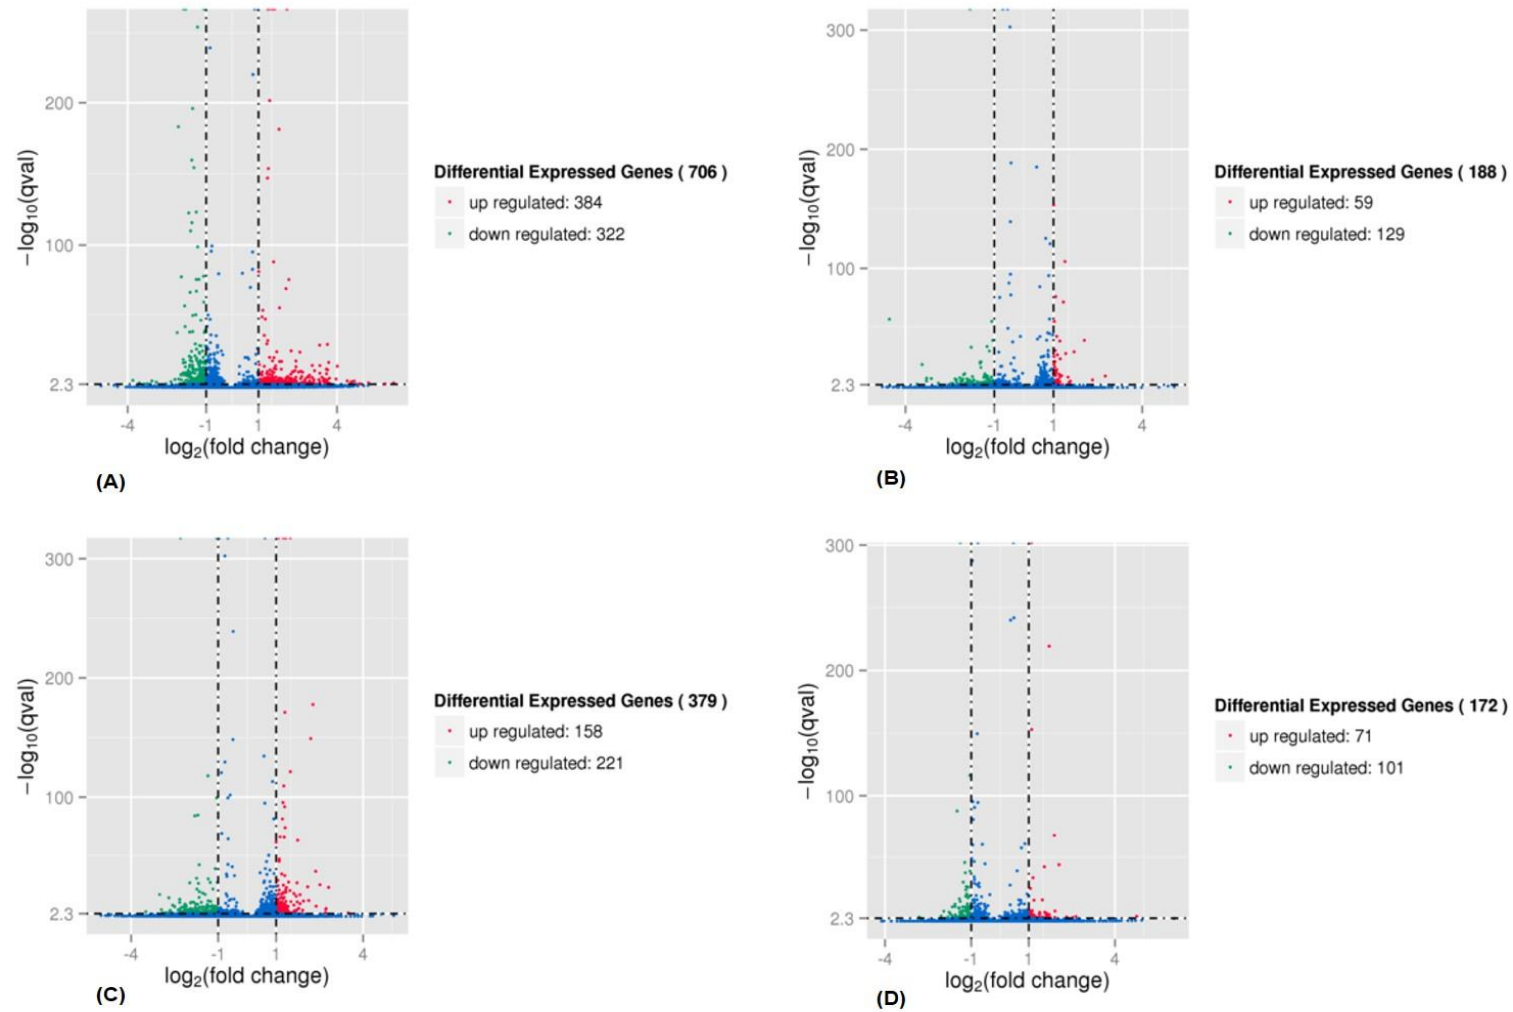 200
100
2.3
-4
-1
1
4
−log10(qval)
log2(fold change)
Differential Expressed Genes ( 706 )
up regulated: 384
down regulated: 322
(A)
300
200
100
2.3
-4
-1
1
4
−log10(qval)
log2(fold change)
Differential Expressed Genes ( 188 )
up regulated: 59
down regulated: 129
(B)
300
200
100
2.3
-4
-1
1
4
−log10(qval)
log2(fold change)
Differential Expressed Genes ( 379 )
up regulated: 158
down regulated: 221
(C)
300
200
100
2.3
-4
-1
1
4
−log10(qval)
log2(fold change)
Differential Expressed Genes ( 172 )
up regulated: 71
down regulated: 101
(D)